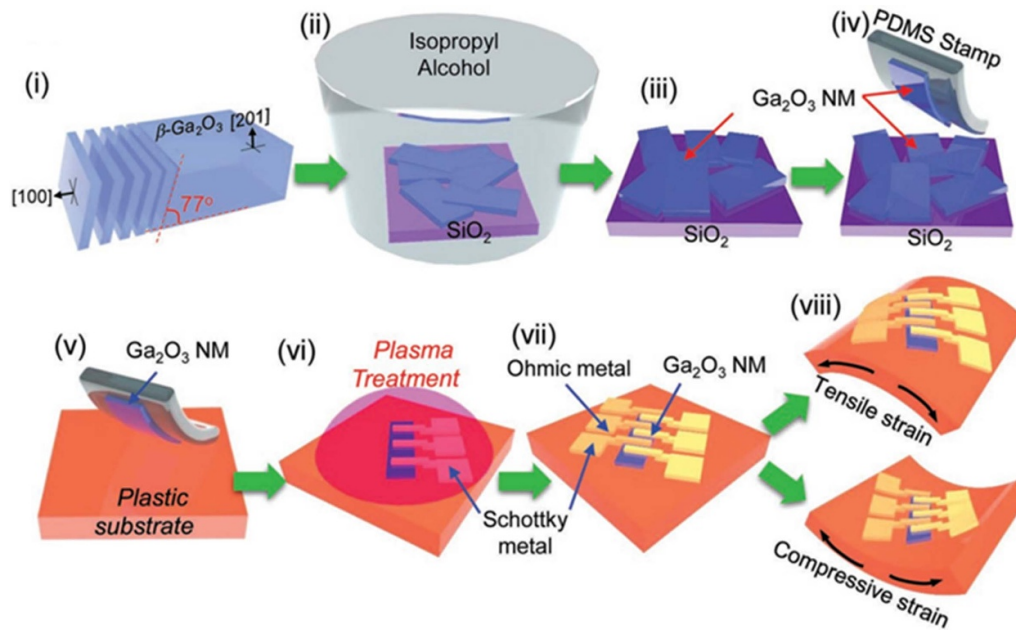 (i)
β-Ga₂O₃ [201]
[100]
77°
(ii)
Isopropyl
Alcohol
SiO₂
(iii)
Ga₂O₃ NM
SiO₂
(iv)
PDMS Stamp
SiO₂
(v)
Ga₂O₃ NM
Plastic
substrate
(vi)
Plasma
Treatment
Schottky
metal
(vii)
Ohmic metal
Ga₂O₃ NM
(viii)
Tensile strain
Compressive strain